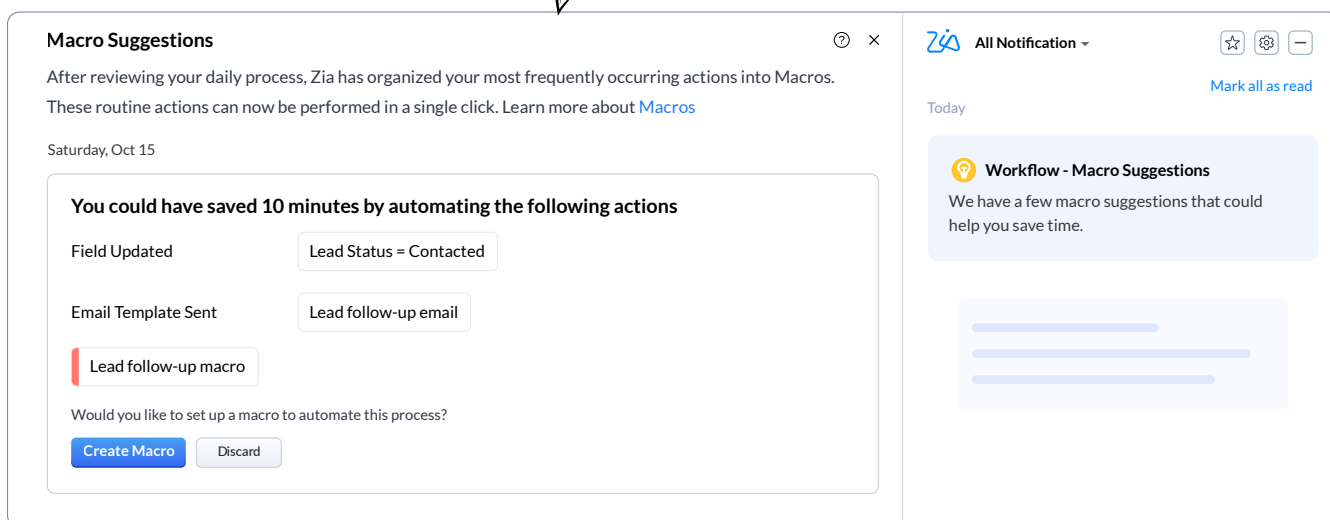 Macro Suggestions
After reviewing your daily process, Zia has organized your most frequently occurring actions into Macros.
These routine actions can now be performed in a single click. Learn more about Macros
Saturday, Oct 15
You could have saved 10 minutes by automating the following actions
Field Updated
Lead Status = Contacted
Email Template Sent
Lead follow-up email
Lead follow-up macro
Would you like to set up a macro to automate this process?
Create Macro
Discard
Zia
All Notification
Mark all as read
Today
Workflow - Macro Suggestions
We have a few macro suggestions that could
help you save time.